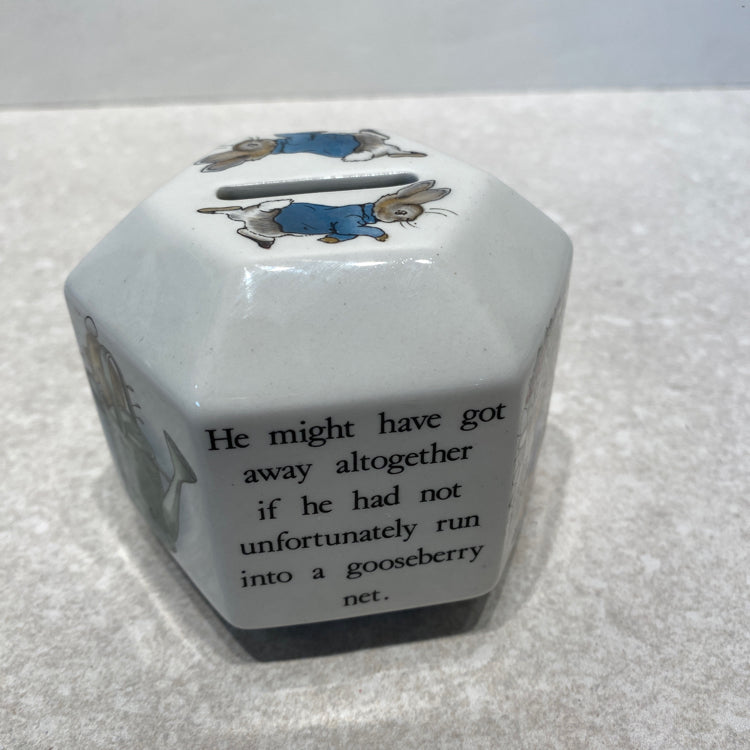 He might have got
away altogether
if he had not
unfortunately run
into a gooseberry
net.